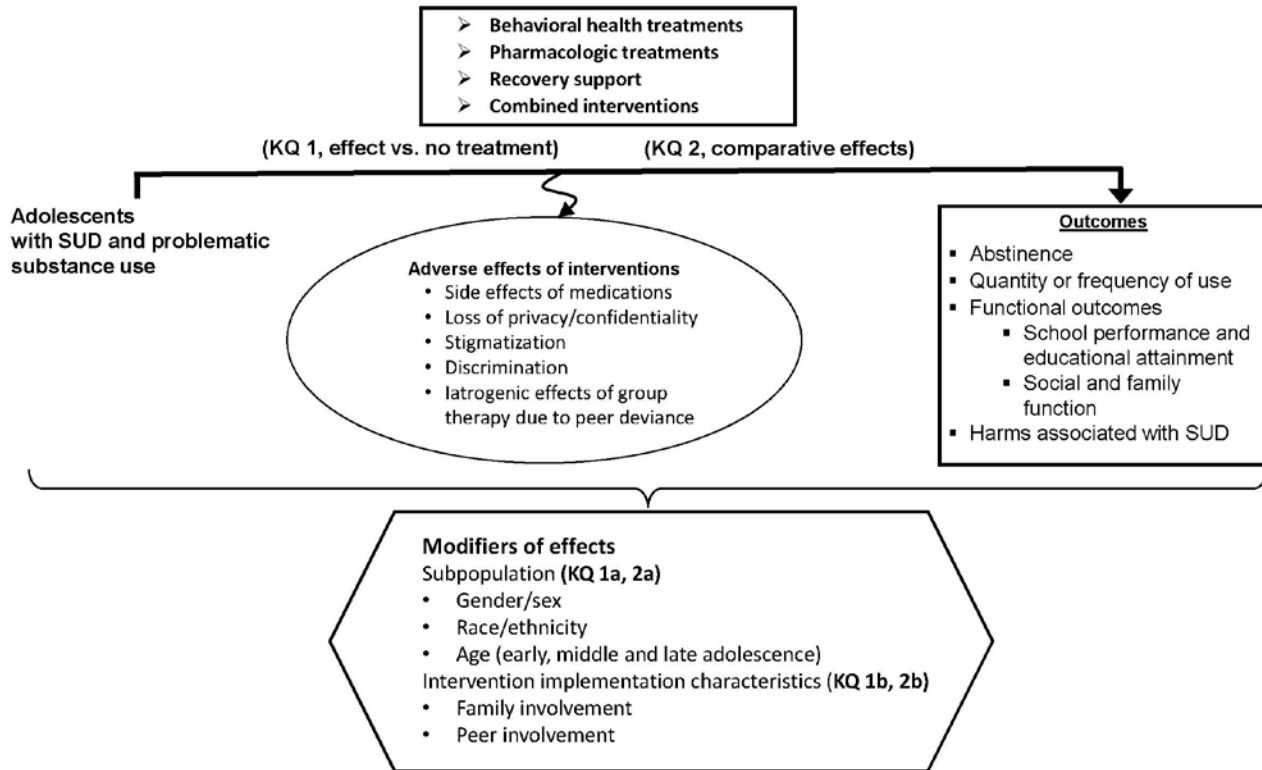 ➢ Behavioral health treatments
➢ Pharmacologic treatments
➢ Recovery support
➢ Combined interventions
(KQ 1, effect vs. no treatment)
(KQ 2, comparative effects)
Adolescents
with SUD and problematic
substance use
Adverse effects of interventions
• Side effects of medications
• Loss of privacy/confidentiality
• Stigmatization
• Discrimination
• Iatrogenic effects of group
therapy due to peer deviance
Outcomes
▪ Abstinence
▪ Quantity or frequency of use
▪ Functional outcomes
▪ School performance and
educational attainment
▪ Social and family
function
▪ Harms associated with SUD
Modifiers of effects
Subpopulation (KQ 1a, 2a)
• Gender/sex
• Race/ethnicity
• Age (early, middle and late adolescence)
Intervention implementation characteristics (KQ 1b, 2b)
• Family involvement
• Peer involvement